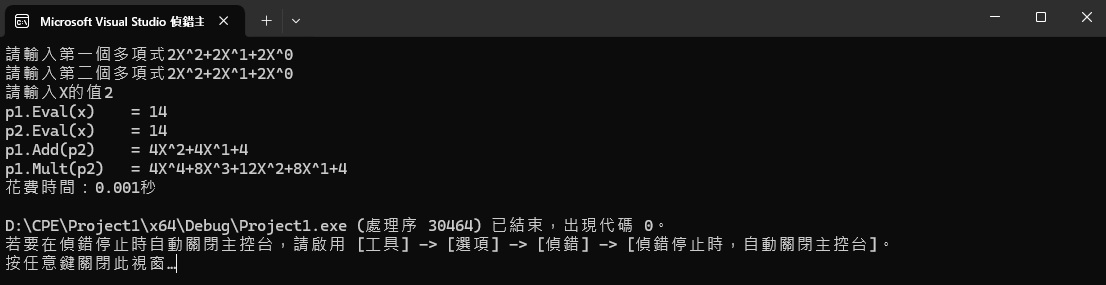 Microsoft Visual Studio 偵錯主
請輸入第一個多項式2X^2+2X^1+2X^0
請輸入第二個多項式2X^2+2X^1+2X^0
請輸入X的值2
p1.Eval(x)    = 14
p2.Eval(x)    = 14
p1.Add(p2)    = 4X^2+4X^1+4
p1.Mult(p2)   = 4X^4+8X^3+12X^2+8X^1+4
花費時間：0.001秒
D:\CPE\Project1\x64\Debug\Project1.exe (處理序 30464) 已結束，出現代碼 0。
若要在偵錯停止時自動關閉主控台，請啟用 [工具] -> [選項] -> [偵錯] -> [偵錯停止時，自動關閉主控台]。
按任意鍵關閉此視窗…